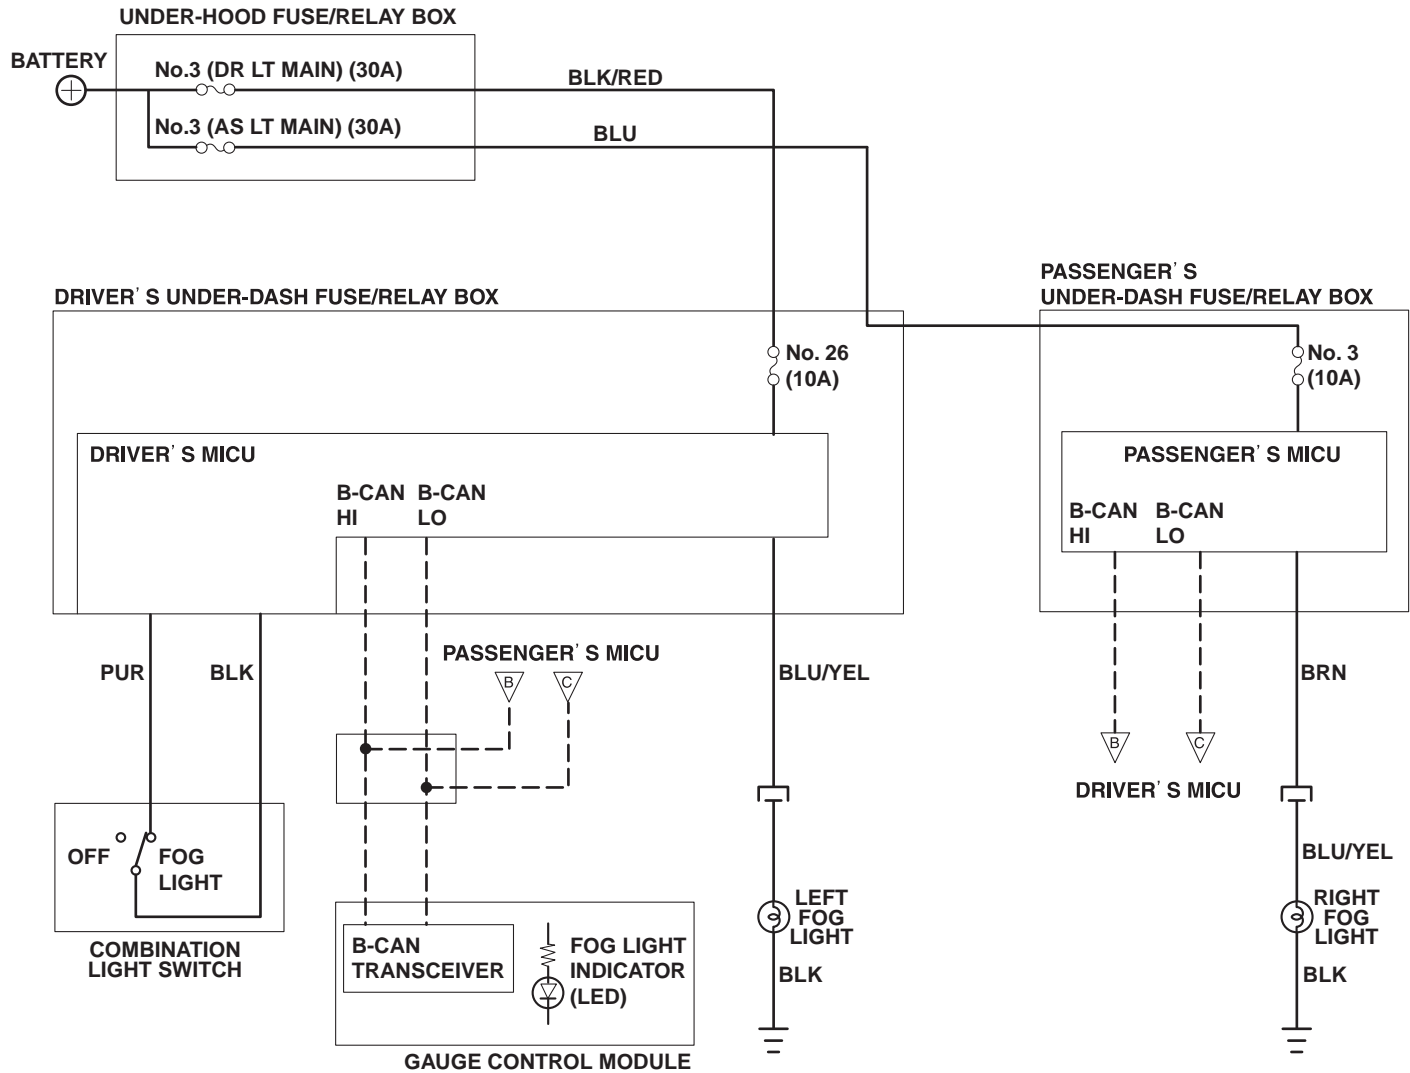 UNDER-HOOD FUSE/RELAY BOX
BATTERY
No.3 (DR LT MAIN) (30A)
BLK/RED
No.3 (AS LT MAIN) (30A)
BLU
PASSENGER'S
UNDER-DASH FUSE/RELAY BOX
DRIVER'S UNDER-DASH FUSE/RELAY BOX
No. 26
(10A)
No. 3
(10A)
DRIVER'S MICU
PASSENGER'S MICU
B-CAN
HI
B-CAN
LO
B-CAN
HI
B-CAN
LO
PUR
BLK
PASSENGER'S MICU
B
C
BLU/YEL
BRN
B
C
DRIVER'S MICU
OFF
FOG
LIGHT
COMBINATION
LIGHT SWITCH
B-CAN
TRANSCEIVER
FOG LIGHT
INDICATOR
(LED)
GAUGE CONTROL MODULE
LEFT
FOG
LIGHT
BLK
BLU/YEL
RIGHT
FOG
LIGHT
BLK